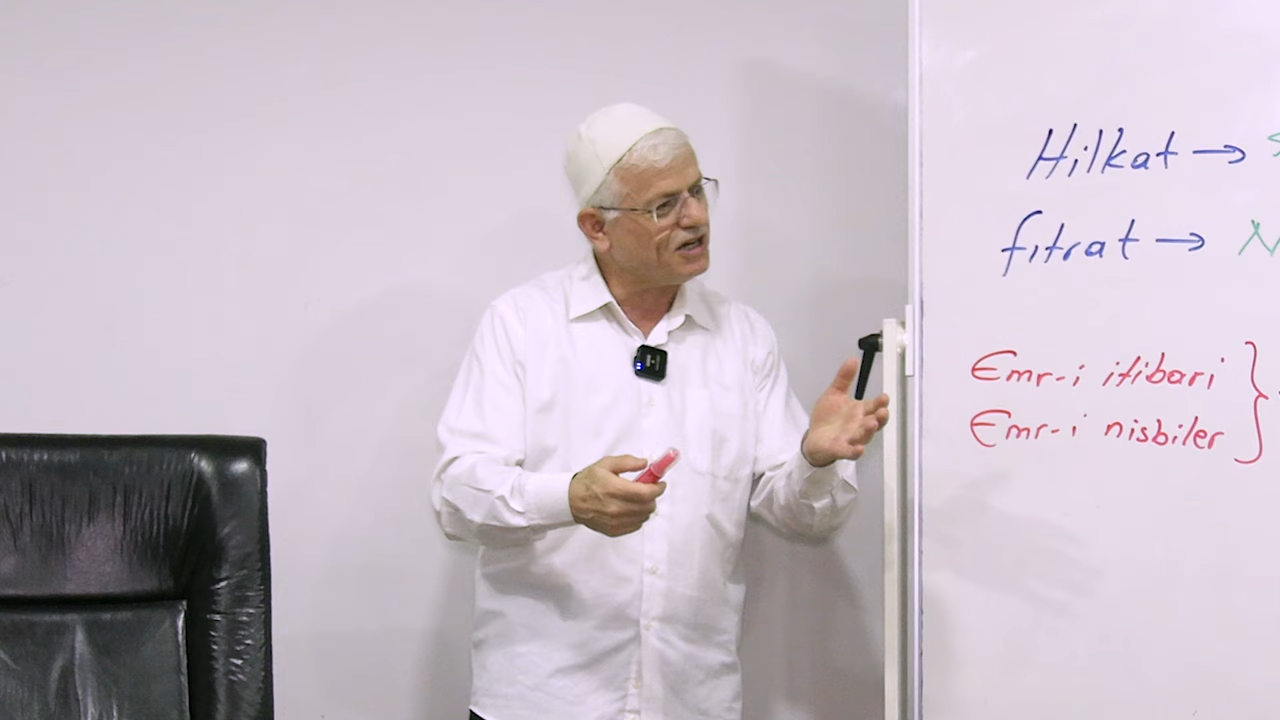 Hilkat →
fıtrat →
Emr-i itibari
Emr-i nisbiler